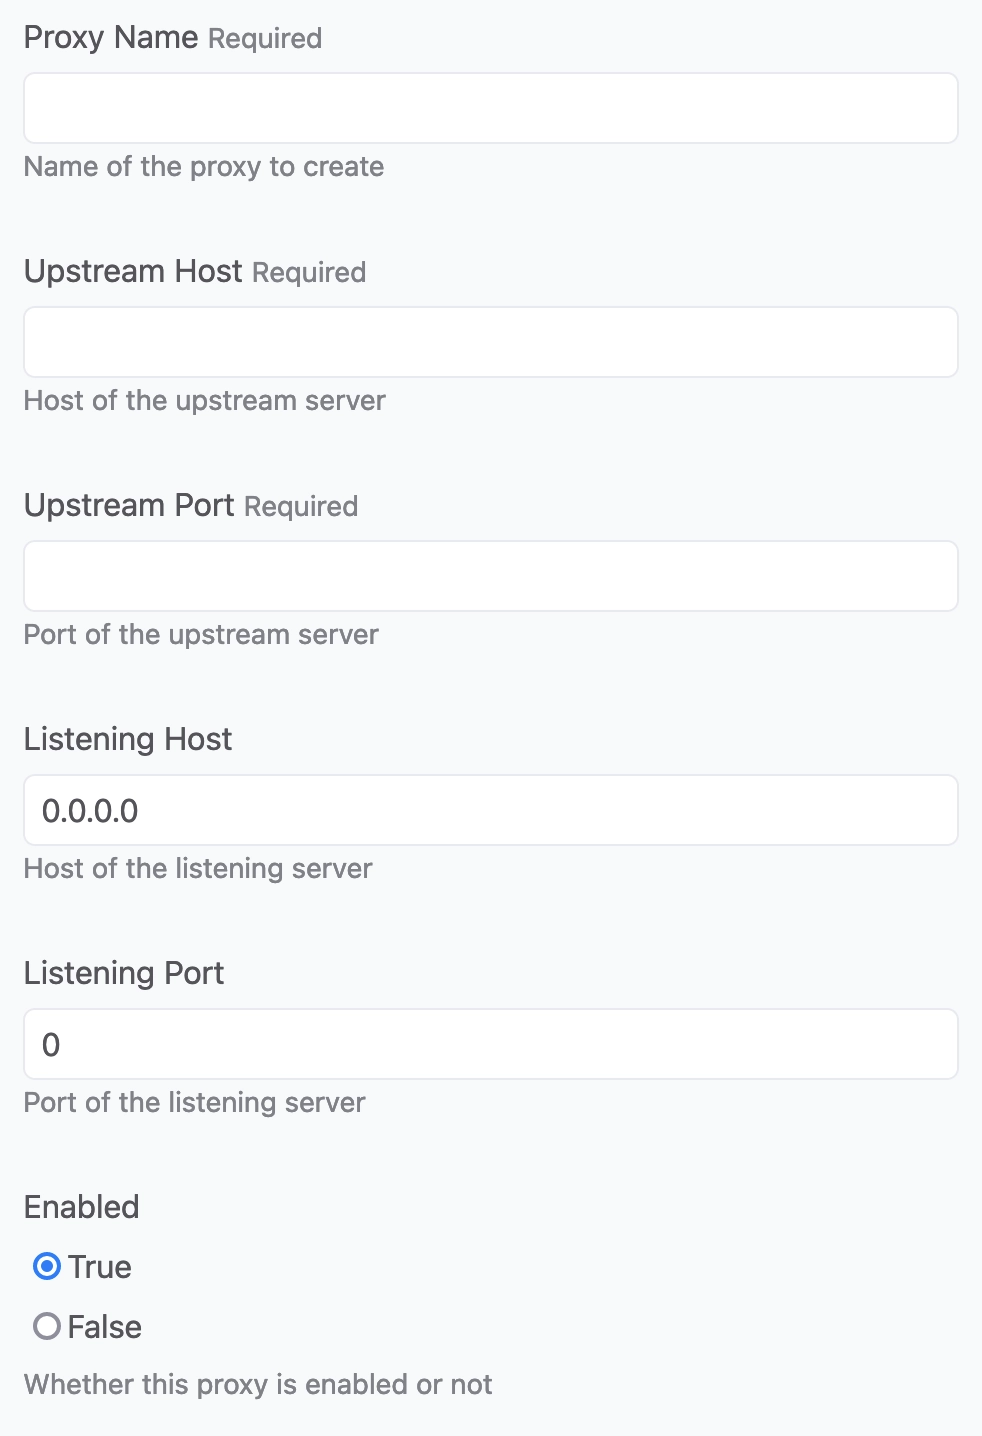 Proxy Name Required
Name of the proxy to create
Upstream Host Required
Host of the upstream server
Upstream Port Required
Port of the upstream server
Listening Host
0.0.0.0
Host of the listening server
Listening Port
0
Port of the listening server
Enabled
True
False
Whether this proxy is enabled or not